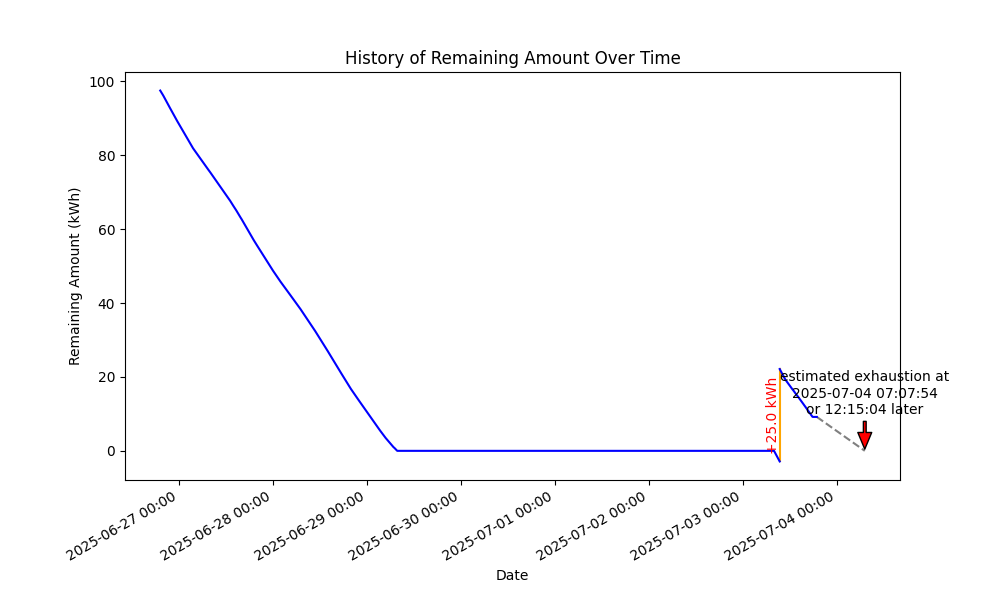 History of Remaining Amount Over Time
Remaining Amount (kWh)
100
80
60
40
20
0
+25.0 kWh
estimated exhaustion at
2025-07-04 07:07:54
or 12:15:04 later
2025-06-27 00:00
2025-06-28 00:00
2025-06-29 00:00
2025-06-30 00:00
2025-07-01 00:00
2025-07-02 00:00
2025-07-03 00:00
2025-07-04 00:00
Date